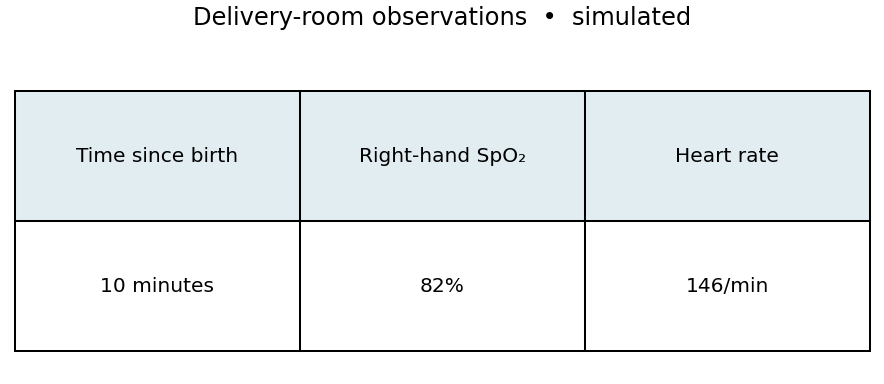 Delivery-room observations • simulated
Time since birth Right-hand SpO₂ Heart rate
10 minutes 82% 146/min